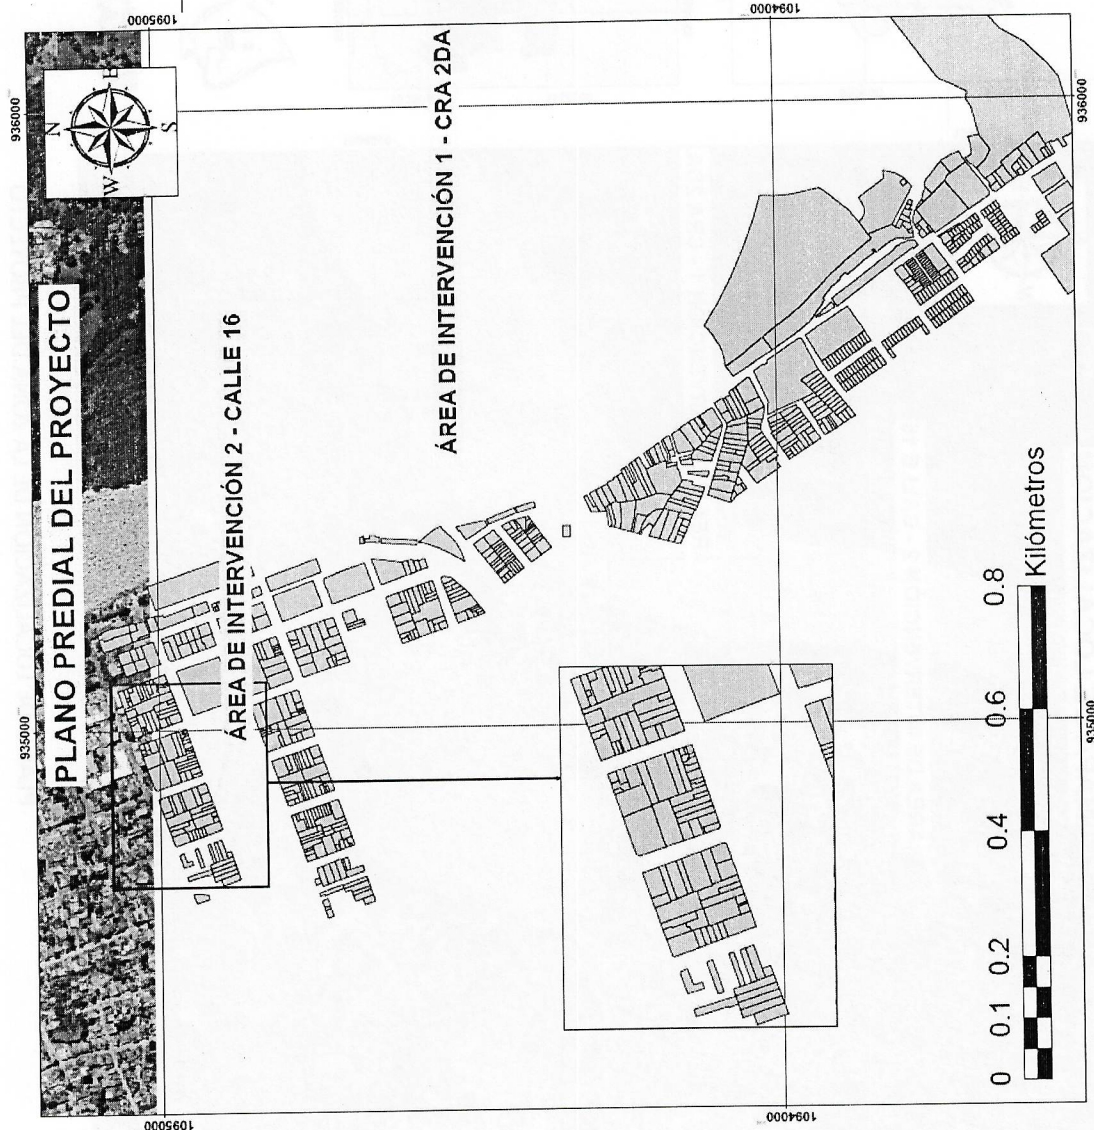 PLANO PREDIAL DEL PROYECTO
N
W
E
S
935000
936000
1095000
1095000
ÁREA DE INTERVENCIÓN 2 - CALLE 16
ÁREA DE INTERVENCIÓN 1 - CRA 2DA
1094000
1094000
0 0.1 0.2 0.4 0.6 0.8
Kilómetros
935000
936000